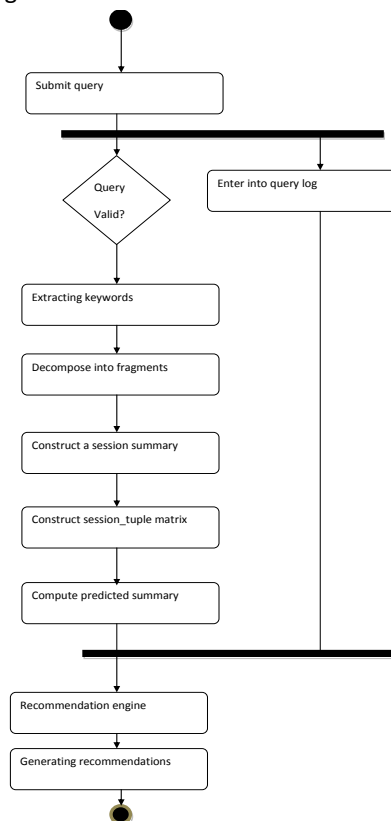 Submit query
Query
Valid?
Enter into query log
Extracting keywords
Decompose into fragments
Construct a session summary
Construct session_tuple matrix
Compute predicted summary
Recommendation engine
Generating recommendations